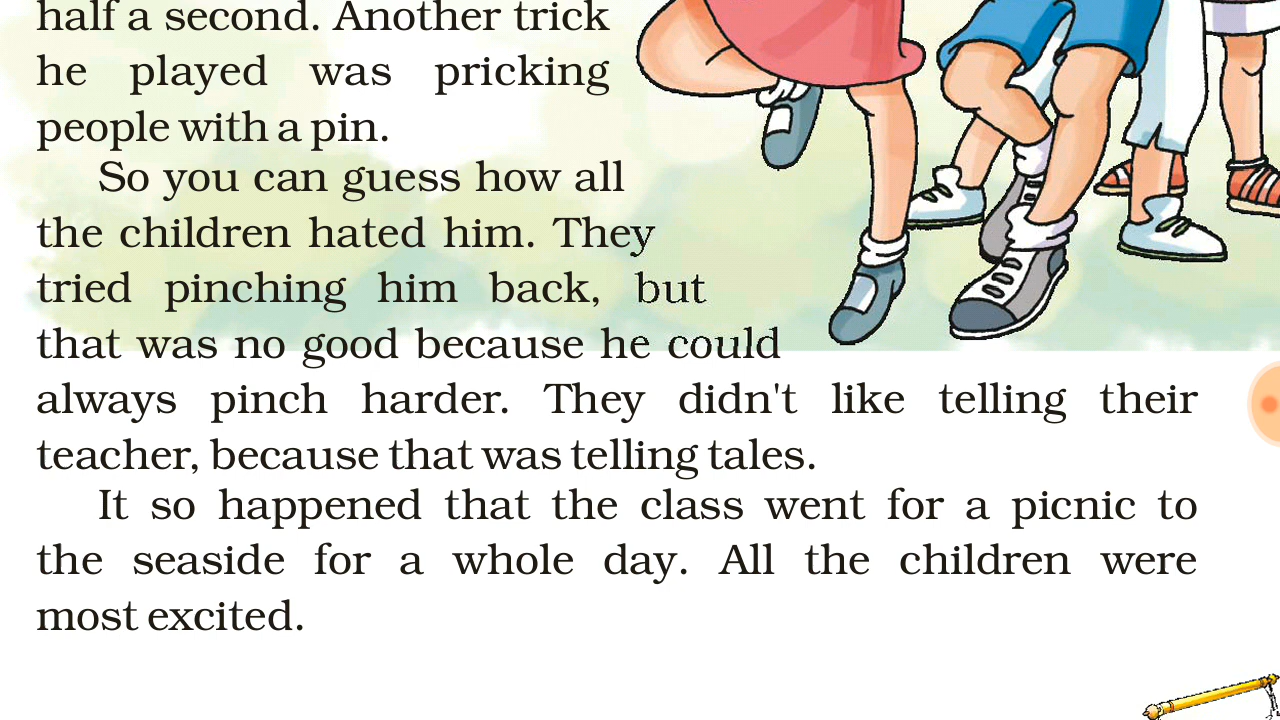 half a second. Another trick
he played was pricking
people with a pin.
So you can guess how all
the children hated him. They
tried pinching him back, but
that was no good because he could
always pinch harder. They didn't like telling their
teacher, because that was telling tales.
It so happened that the class went for a picnic to
the seaside for a whole day. All the children were
most excited.